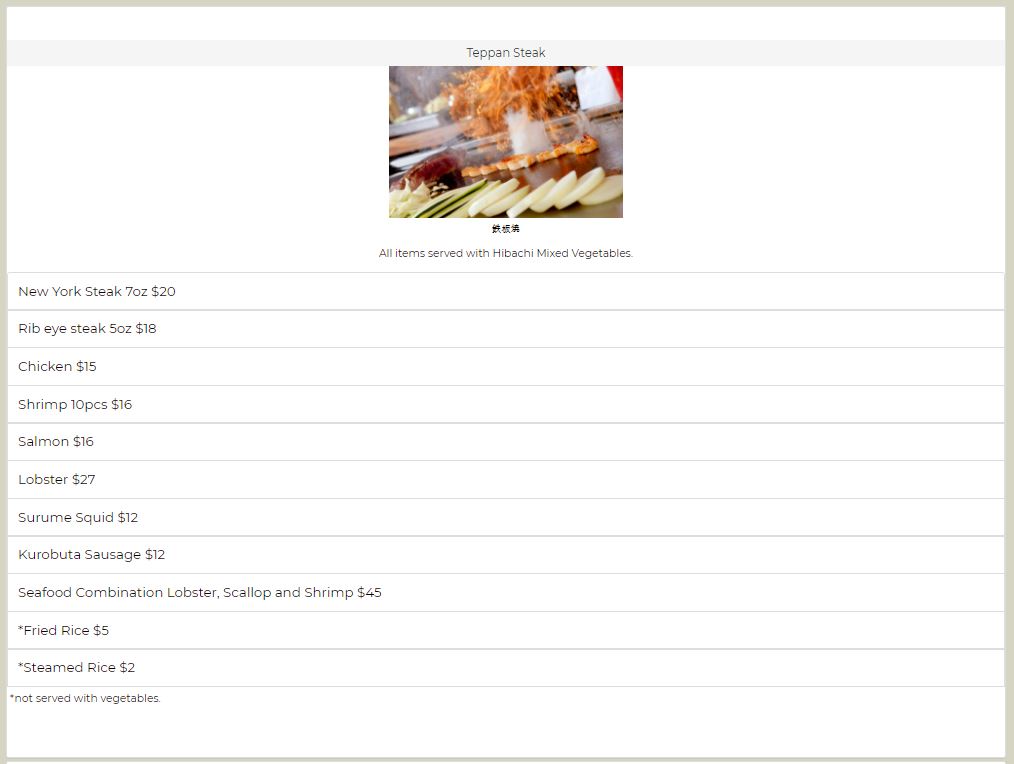 Teppan Steak
鉄板焼
All items served with Hibachi Mixed Vegetables.
New York Steak 7oz $20
Rib eye steak 5oz $18
Chicken $15
Shrimp 10pcs $16
Salmon $16
Lobster $27
Surume Squid $12
Kurobuta Sausage $12
Seafood Combination Lobster, Scallop and Shrimp $45
*Fried Rice $5
*Steamed Rice $2
*not served with vegetables.